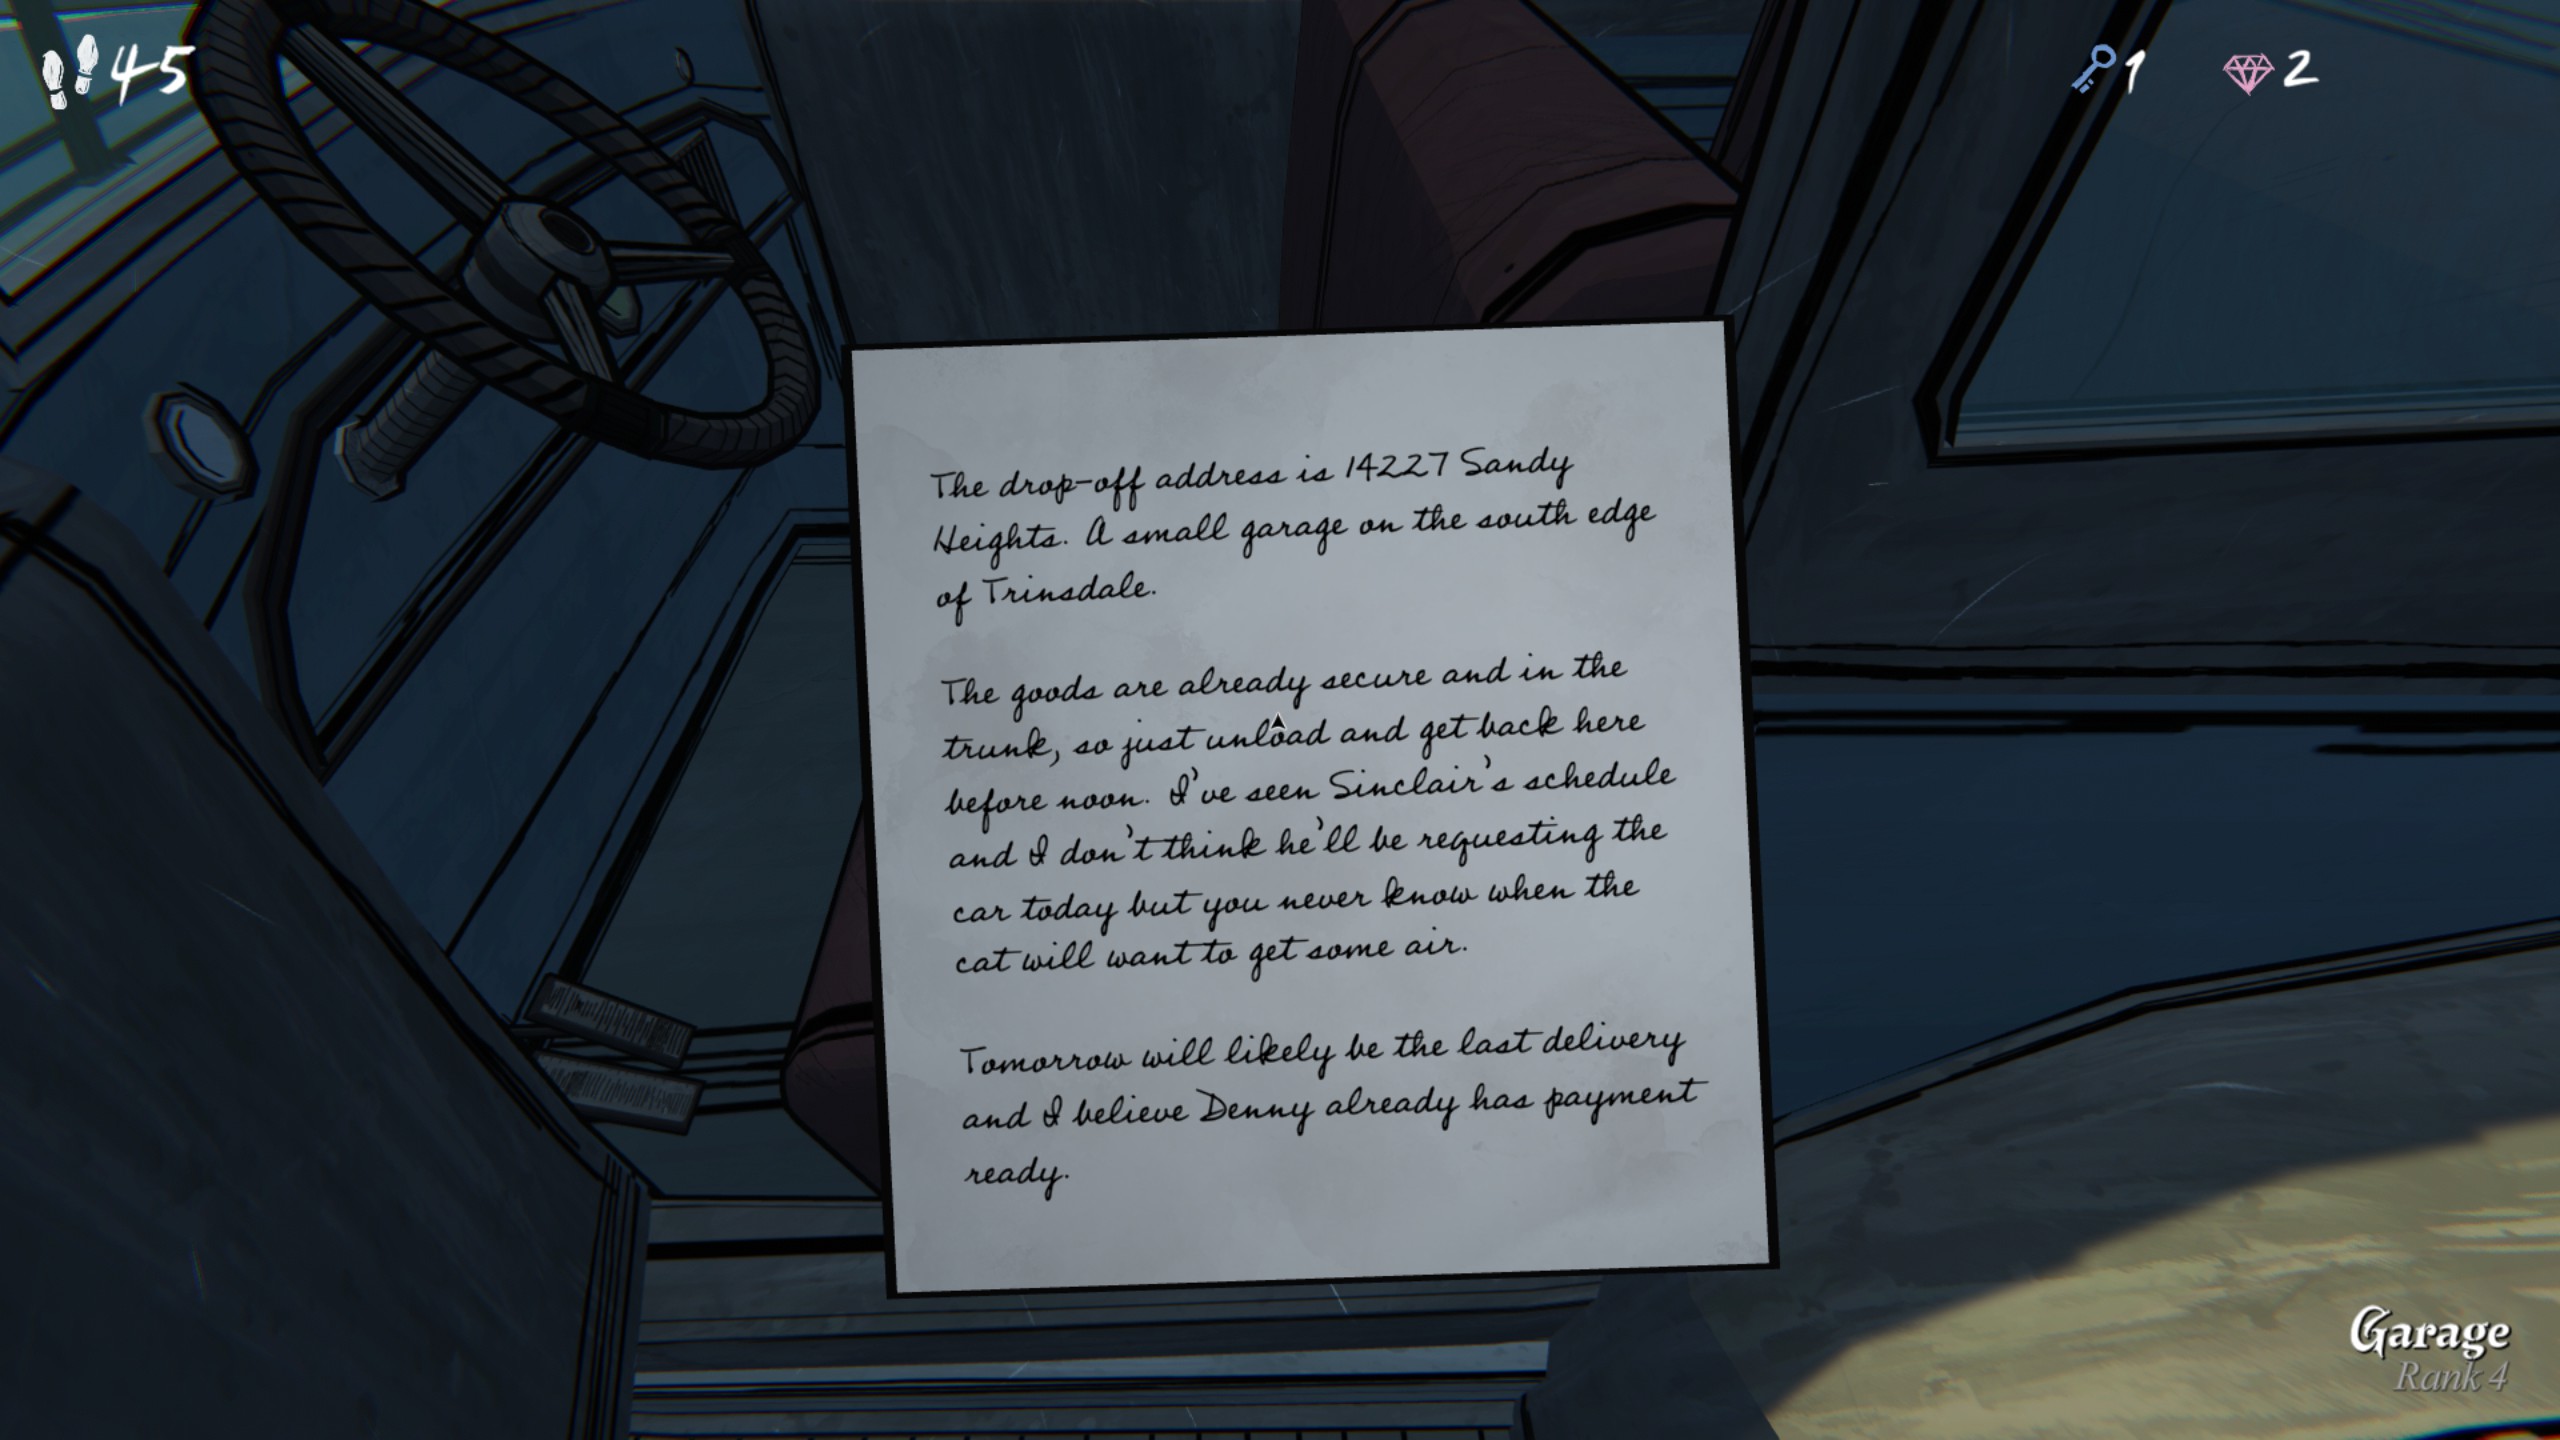 45
1
2
The drop-off address is 14227 Sandy
Heights. A small garage on the south edge
of Trinsdale.
The goods are already secure and in the
trunk, so just unload and get back here
before noon. I've seen Sinclair's schedule
and I don't think he'll be requesting the
car today but you never know when the
cat will want to get some air.
Tomorrow will likely be the last delivery
and I believe Denny already has payment
ready.
Garage
Rank 4